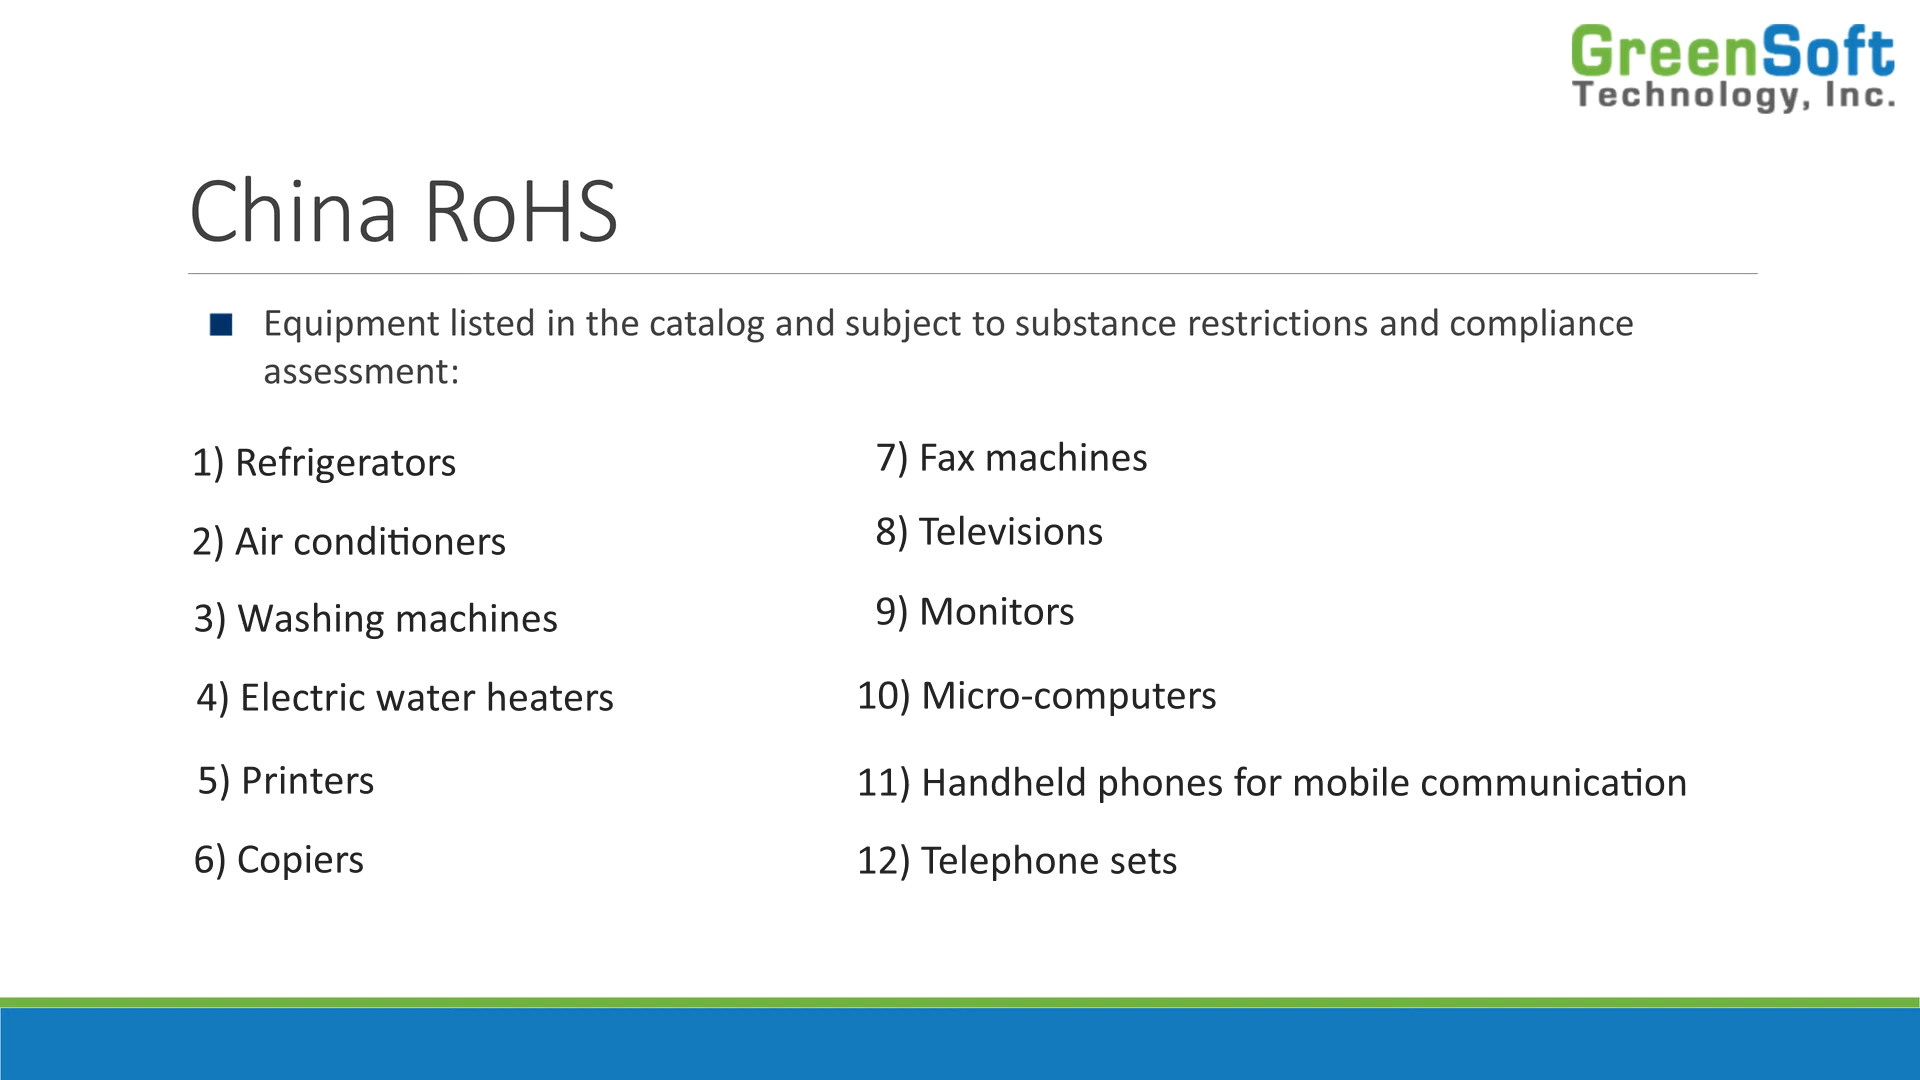 GreenSoft
Technology, Inc.
China RoHS
Equipment listed in the catalog and subject to substance restrictions and compliance
assessment:
1) Refrigerators
2) Air conditioners
3) Washing machines
4) Electric water heaters
5) Printers
6) Copiers
7) Fax machines
8) Televisions
9) Monitors
10) Micro-computers
11) Handheld phones for mobile communication
12) Telephone sets